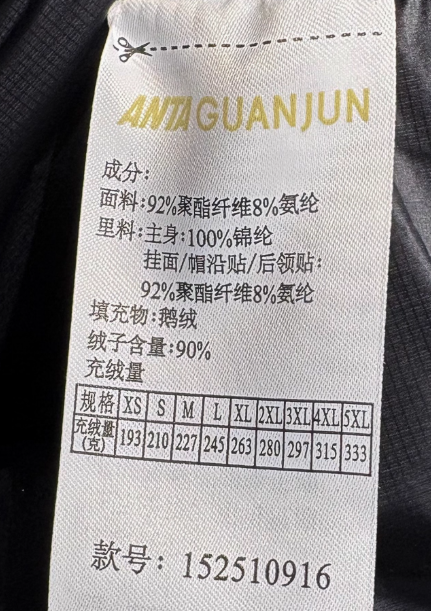 ANTAGUANJUN
成分:
面料:92%聚酯纤维8%氨纶
里料:主身:100%锦纶
挂面/帽沿贴/后领贴:
92%聚酯纤维8%氨纶
填充物:鹅绒
绒子含量:90%
充绒量
规格 XS S M L XL 2XL 3XL 4XL 5XL
充绒量(克) 193 210 227 245 263 280 297 315 333
款号: 152510916